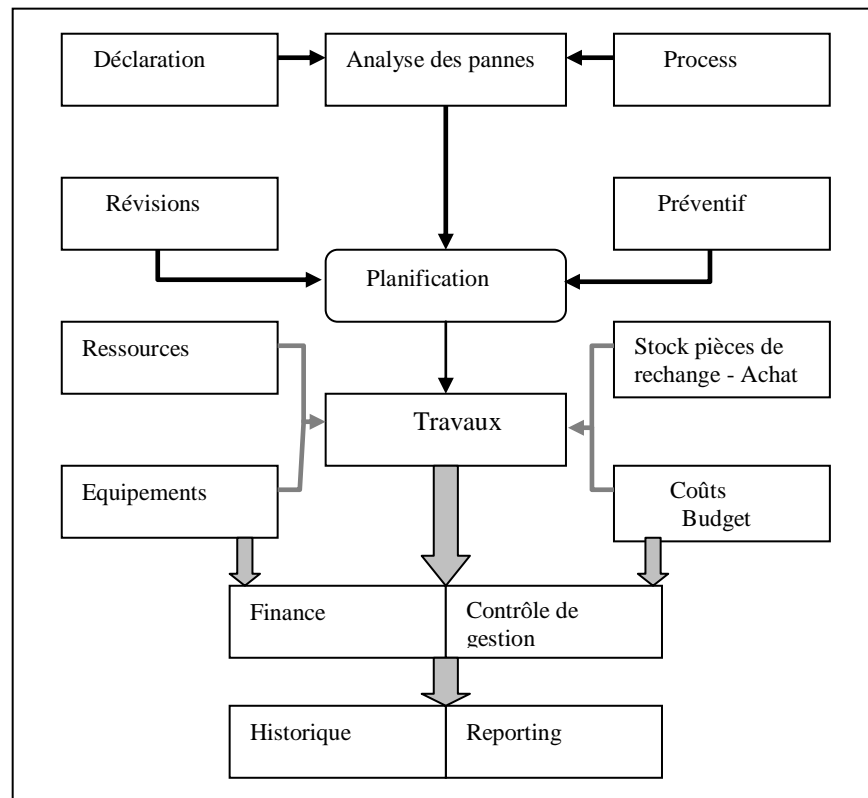 Déclaration
Analyse des pannes
Process
Révisions
Préventif
Planification
Ressources
Stock pièces de
rechange - Achat
Travaux
Equipements
Coûts
Budget
Finance
Contrôle de
gestion
Historique
Reporting